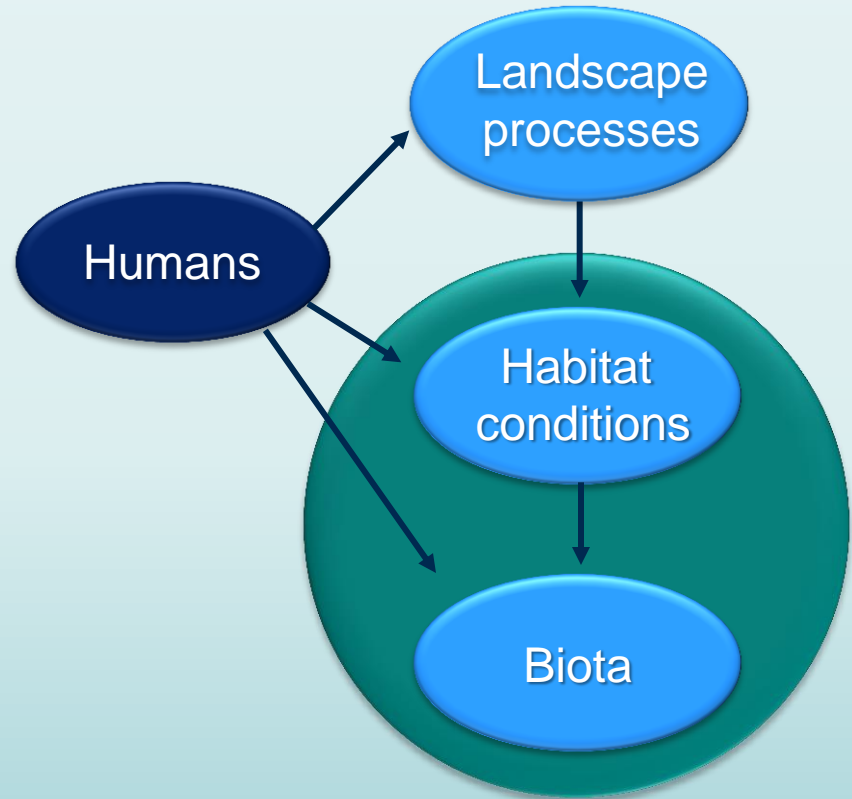 Landscape
processes
Humans
Habitat
conditions
Biota